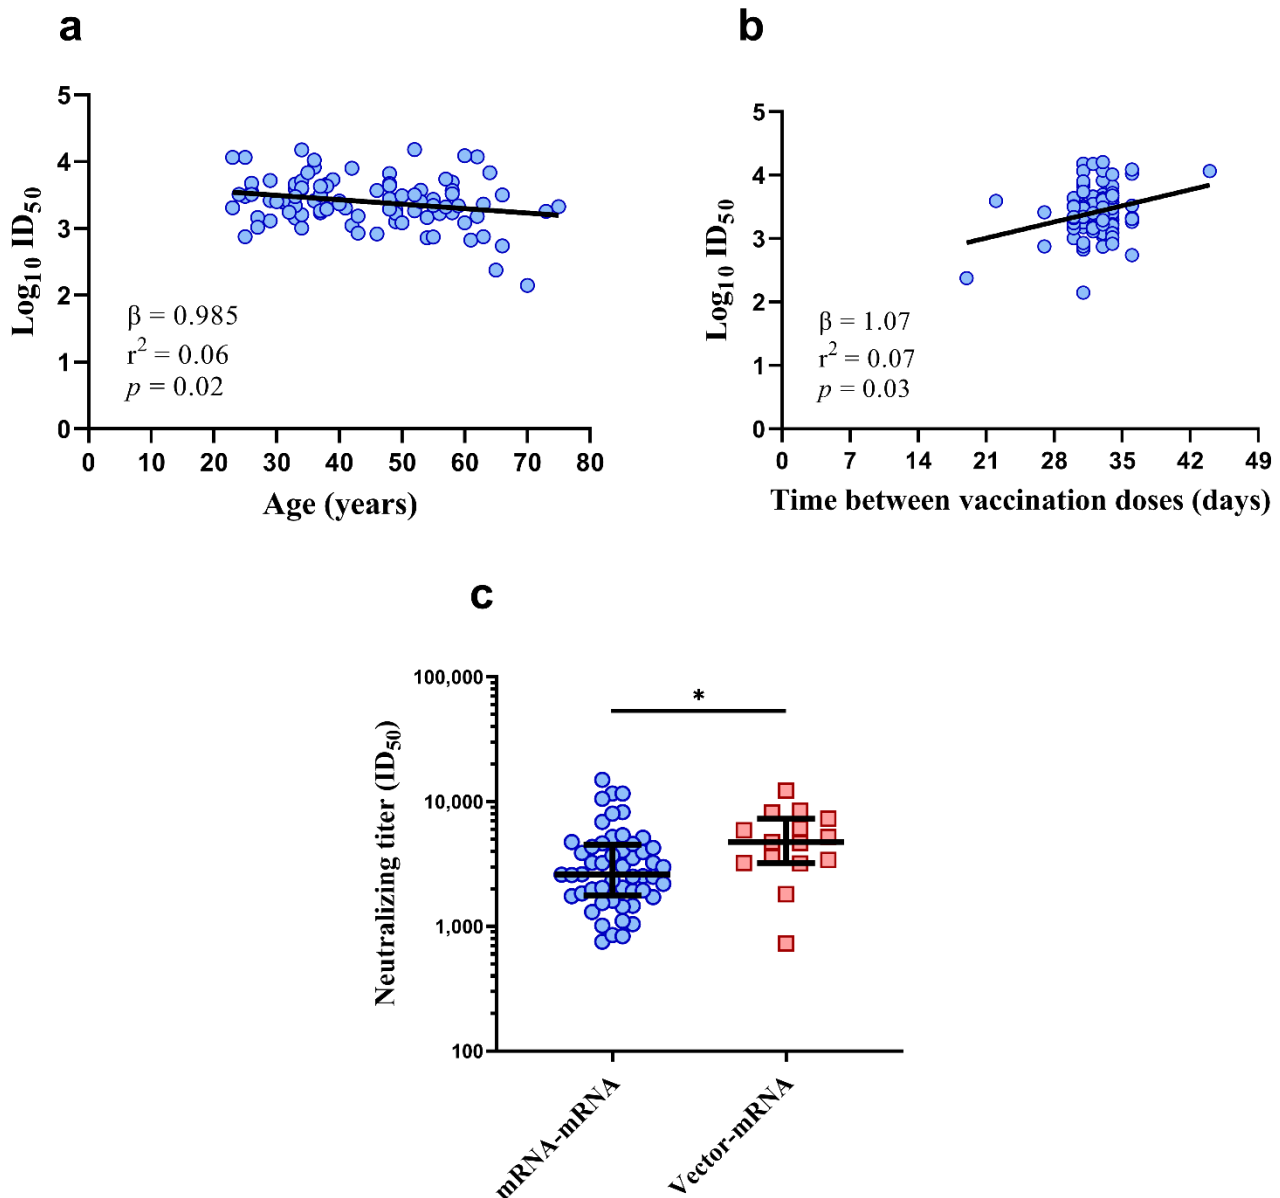 a
b
5
4
3
2
1
0
Log10 ID50
β = 0.985
r2 = 0.06
p = 0.02
0 10 20 30 40 50 60 70 80
Age (years)
5
4
3
2
1
0
Log10 ID50
β = 1.07
r2 = 0.07
p = 0.03
0 7 14 21 28 35 42 49
Time between vaccination doses (days)
c
100,000
10,000
1,000
100
Neutralizing titer (ID50)
*
mRNA-mRNA
Vector-mRNA